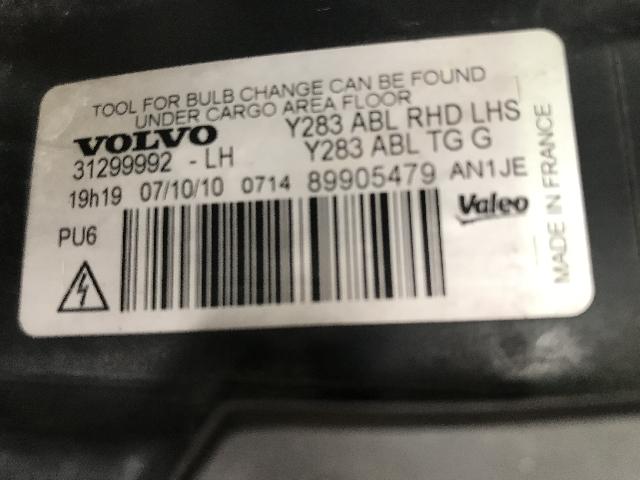 TOOL FOR BULB CHANGE CAN BE FOUND
UNDER CARGO AREA FLOOR
VOLVO Y283 ABL RHD LHS
31299992 - LH Y283 ABL TG G
19h19 07/10/10 0714 89905479 AN1JE
PU6
Valeo
MADE IN FRANCE